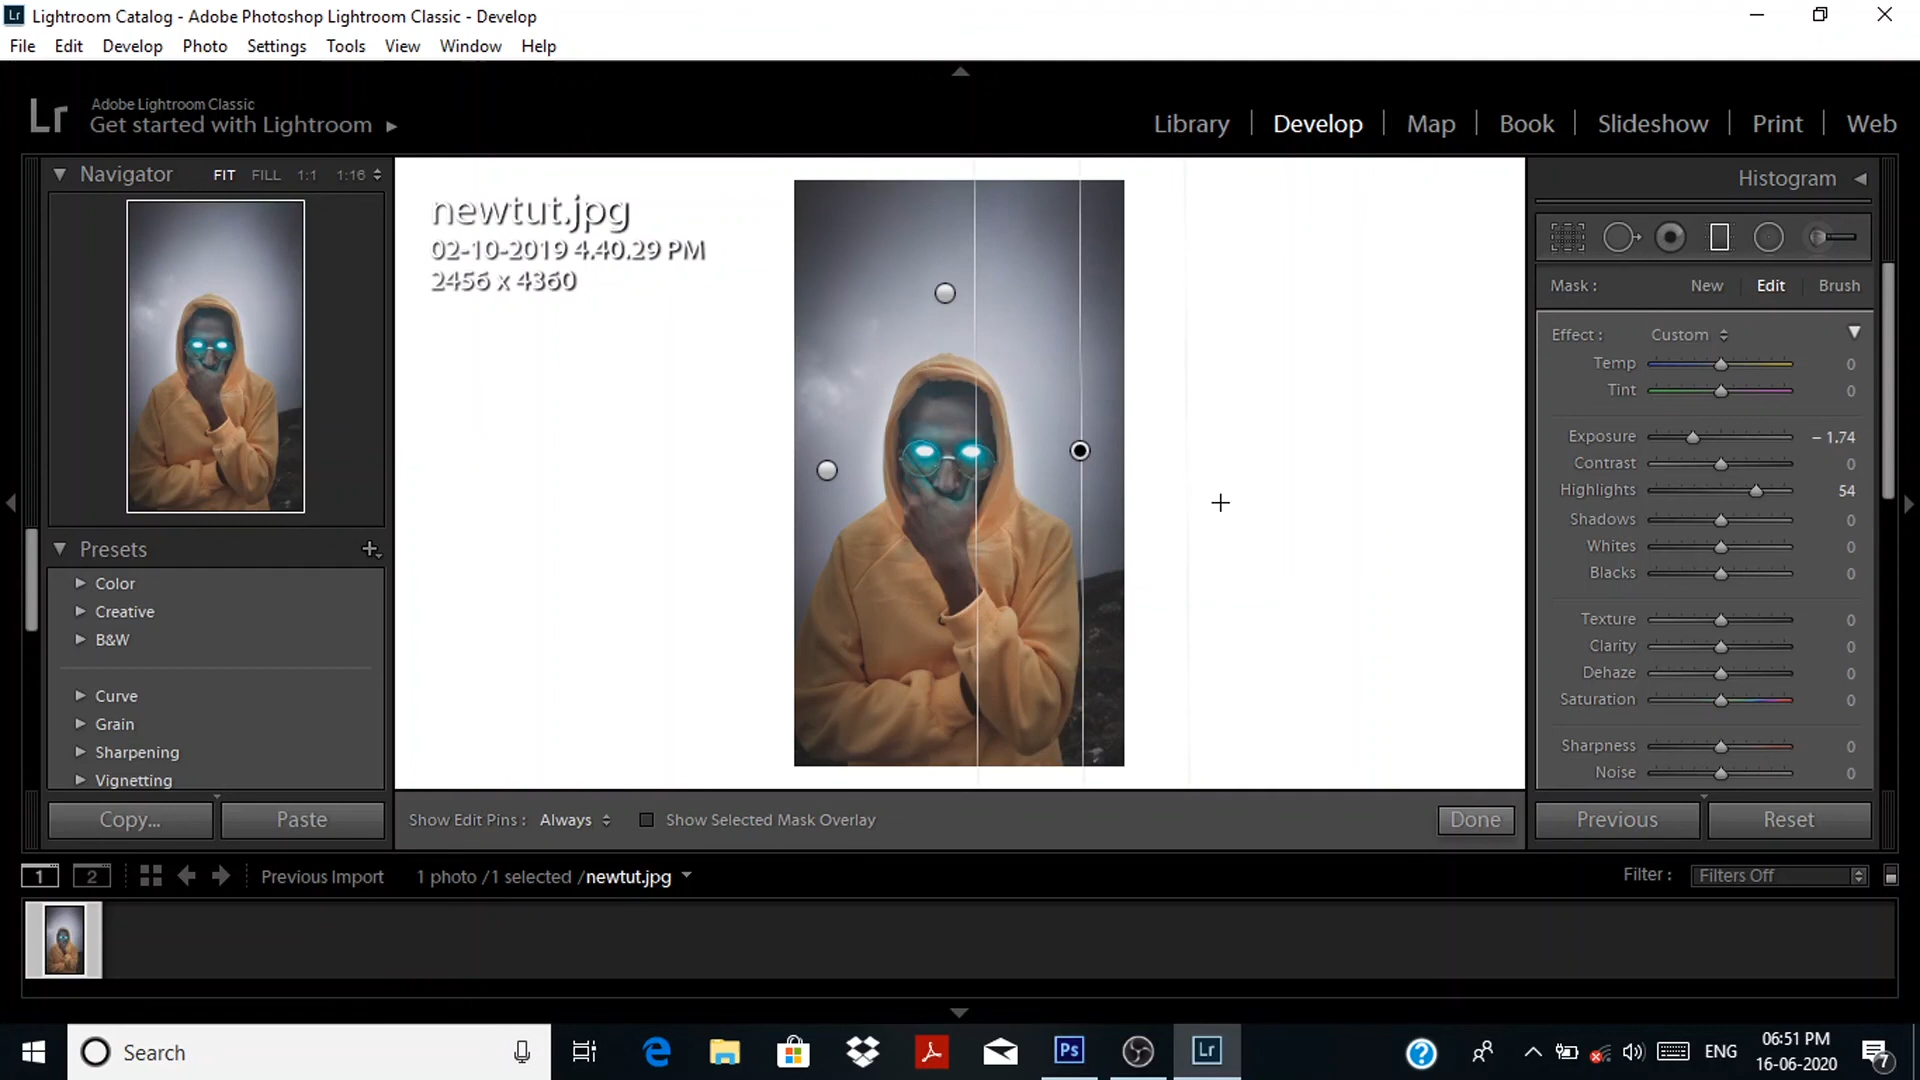 Lr Lightroom Catalog - Adobe Photoshop Lightroom Classic - Develop
File Edit Develop Photo Settings Tools View Window Help
Lr Adobe Lightroom Classic
Get started with Lightroom
Library | Develop | Map | Book | Slideshow | Print | Web
Navigator FIT FILL 1:1 1:16
Histogram
newtut.jpg
02-10-2019 4.40.29 PM
2456 x 4360
Mask : New Edit Brush
Effect : Custom
Temp 0
Tint 0
Exposure – 1.74
Contrast 0
Highlights 54
Shadows 0
Whites 0
Blacks 0
Texture 0
Clarity 0
Dehaze 0
Saturation 0
Sharpness 0
Noise 0
Presets
Color
Creative
B&W
Curve
Grain
Sharpening
Vignetting
Copy... Paste
Show Edit Pins : Always Show Selected Mask Overlay Done
Previous Reset
1 2 Previous Import 1 photo /1 selected /newtut.jpg Filter : Filters Off
Search Ps Lr ENG
06:51 PM
16-06-2020
7